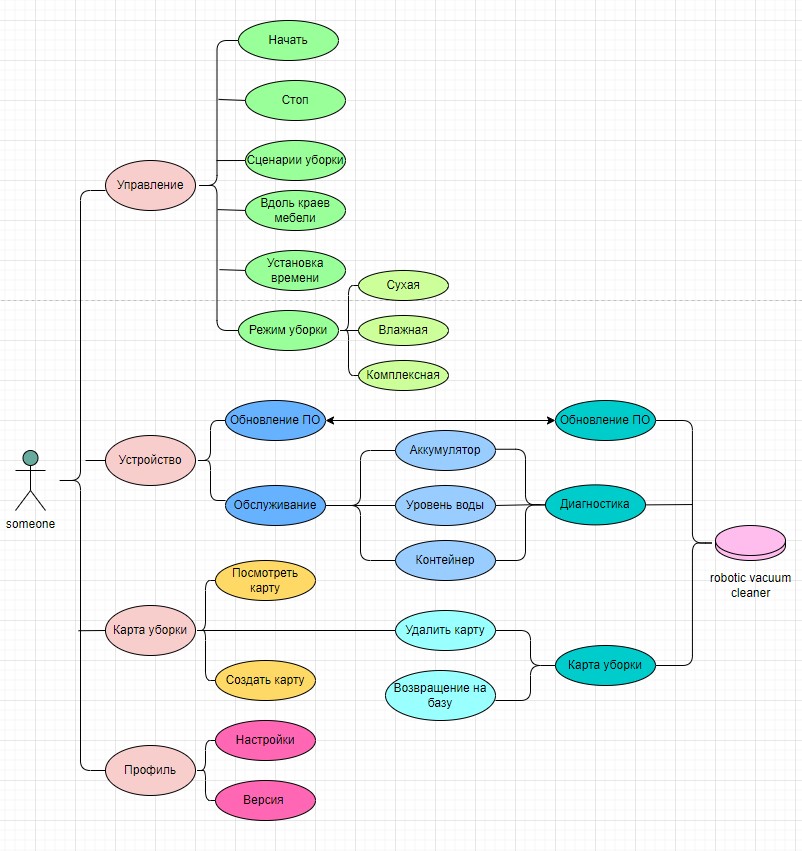 Начать
Стоп
Сценарии уборки
Управление
Вдоль краев
мебели
Установка
времени
Сухая
Режим уборки
Влажная
Комплексная
Обновление ПО
Обновление ПО
Аккумулятор
Устройство
Обслуживание
Уровень воды
Диагностика
someone
Контейнер
robotic vacuum
cleaner
Посмотреть
карту
Карта уборки
Удалить карту
Карта уборки
Создать карту
Возвращение на
базу
Настройки
Профиль
Версия